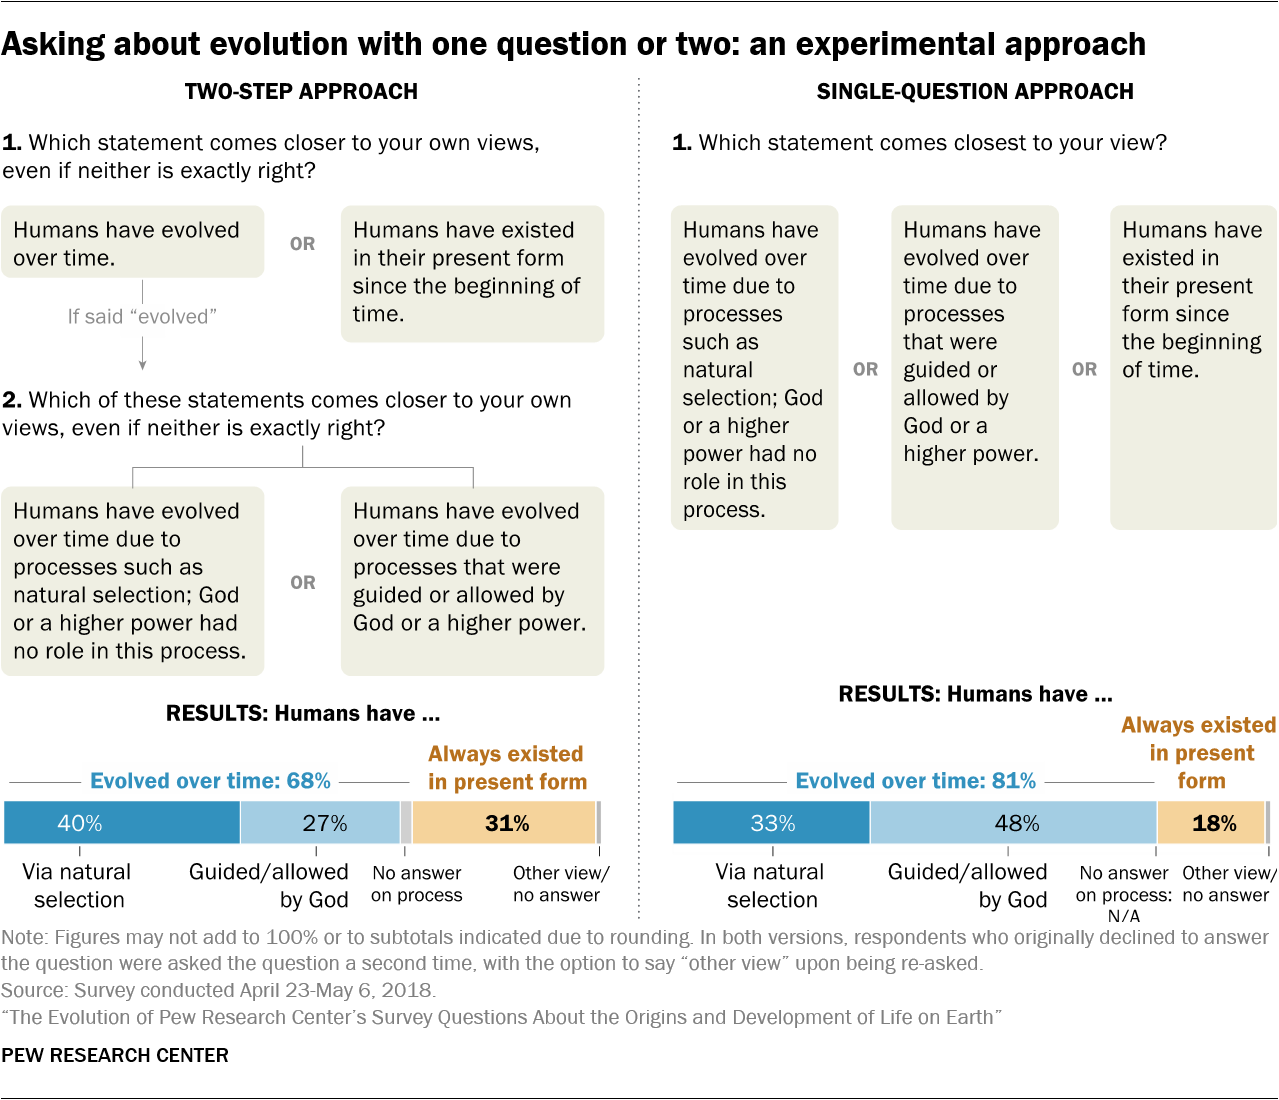 Asking about evolution with one question or two: an experimental approach
TWO-STEP APPROACH
1. Which statement comes closer to your own views,
even if neither is exactly right?
Humans have evolved
over time.
OR
Humans have existed
in their present form
since the beginning of
time.
If said “evolved”
2. Which of these statements comes closer to your own
views, even if neither is exactly right?
Humans have evolved
over time due to
processes such as
natural selection; God
or a higher power had
no role in this process.
OR
Humans have evolved
over time due to
processes that were
guided or allowed by
God or a higher power.
RESULTS: Humans have ...
Evolved over time: 68%
Always existed
in present form
40%
27%
31%
Via natural
selection
Guided/allowed
by God
No answer
on process
Other view/
no answer
SINGLE-QUESTION APPROACH
1. Which statement comes closest to your view?
Humans have
evolved over
time due to
processes
such as
natural
selection; God
or a higher
power had no
role in this
process.
OR
Humans have
evolved over
time due to
processes
that were
guided or
allowed by
God or a
higher power.
OR
Humans have
existed in
their present
form since
the beginning
of time.
RESULTS: Humans have ...
Evolved over time: 81%
Always existed
in present
form
33%
48%
18%
Via natural
selection
Guided/allowed
by God
No answer
on process:
N/A
Other view/
no answer
Note: Figures may not add to 100% or to subtotals indicated due to rounding. In both versions, respondents who originally declined to answer
the question were asked the question a second time, with the option to say “other view” upon being re-asked.
Source: Survey conducted April 23-May 6, 2018.
“The Evolution of Pew Research Center’s Survey Questions About the Origins and Development of Life on Earth”
PEW RESEARCH CENTER